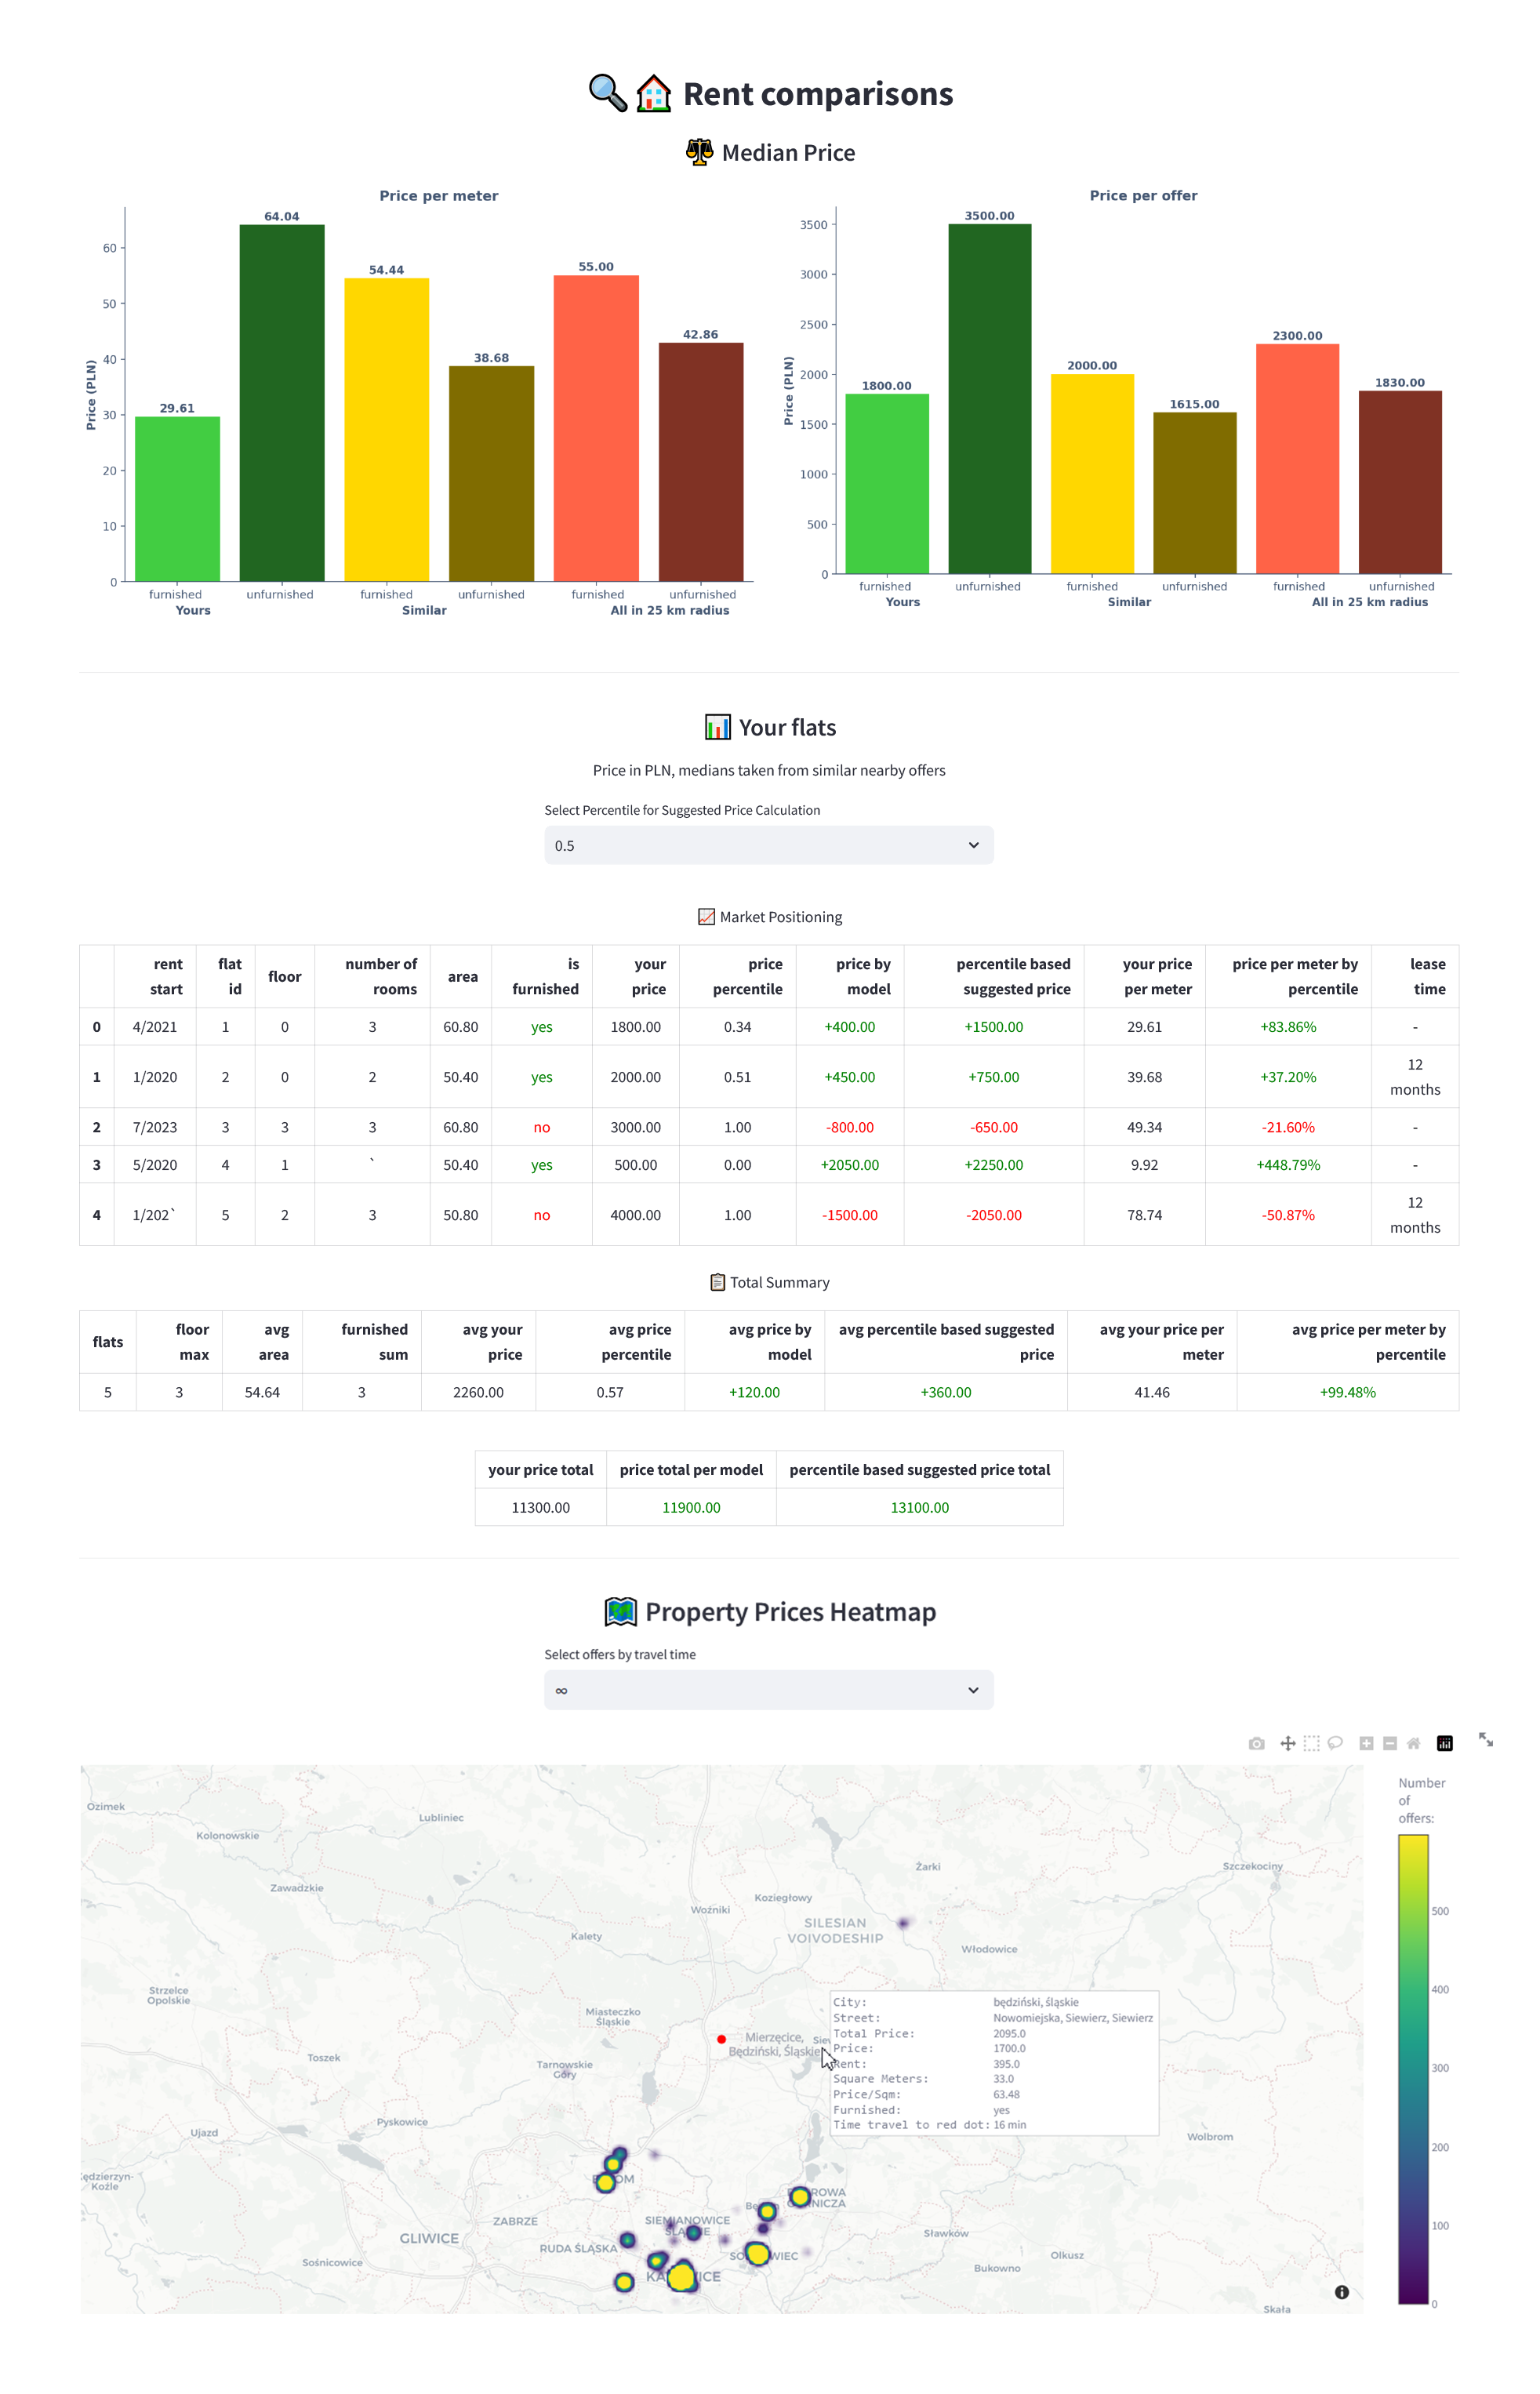 Rent comparisons
Median Price
Price per meter
64.04
60
54.44
55.00
50
42.86
40
38.68
Price (PLN)
30
29.61
20
10
0
furnished unfurnished furnished unfurnished furnished unfurnished
Yours Similar All in 25 km radius
Price per offer
3500.00
3500
3000
2500
2300.00
2000.00
2000
1800.00
1830.00
1615.00
Price (PLN)
1500
1000
500
0
furnished unfurnished furnished unfurnished furnished unfurnished
Yours Similar All in 25 km radius
Your flats
Price in PLN, medians taken from similar nearby offers
Select Percentile for Suggested Price Calculation
0.5
Market Positioning
rent start flat id floor number of rooms area is furnished your price price percentile price by model percentile based suggested price your price per meter price per meter by percentile lease time
0 4/2021 1 0 3 60.80 yes 1800.00 0.34 +400.00 +1500.00 29.61 +83.86% -
1 1/2020 2 0 2 50.40 yes 2000.00 0.51 +450.00 +750.00 39.68 +37.20% 12 months
2 7/2023 3 3 3 60.80 no 3000.00 1.00 -800.00 -650.00 49.34 -21.60% -
3 5/2020 4 1 ` 50.40 yes 500.00 0.00 +2050.00 +2250.00 9.92 +448.79% -
4 1/202` 5 2 3 50.80 no 4000.00 1.00 -1500.00 -2050.00 78.74 -50.87% 12 months
Total Summary
flats floor max avg area furnished sum avg your price avg price percentile avg price by model avg percentile based suggested price avg your price per meter avg price per meter by percentile
5 3 54.64 3 2260.00 0.57 +120.00 +360.00 41.46 +99.48%
your price total price total per model percentile based suggested price total
11300.00 11900.00 13100.00
Property Prices Heatmap
Select offers by travel time
∞
Number
of
offers:
500
400
300
200
100
0
Ozimek
Lubliniec
Kolonowskie
Żarki
Szczekociny
Zawadzkie
Koziegłowy
Woźniki
SILESIAN
VOIVODESHIP
Kalety
Włodowice
Strzelce
Opolskie
Miasteczko
Śląskie
Mierzęcice,
Będziński, Śląskie
Toszek
Tarnowskie
Góry
City: będziński, śląskie
Street: Nowomiejska, Siewierz, Siewierz
Total Price: 2095.0
Price: 1700.0
Rent: 395.0
Square Meters: 33.0
Price/Sqm: 63.48
Furnished: yes
Time travel to red dot: 16 min
Pyskowice
Ujazd
Wolbrom
Kędzierzyn-
Koźle
ZABRZE
SIEMIANOWICE
GLIWICE
Sławków
RUDA ŚLĄSKA
Sośnicowice
Olkusz
Bukowno
Skała